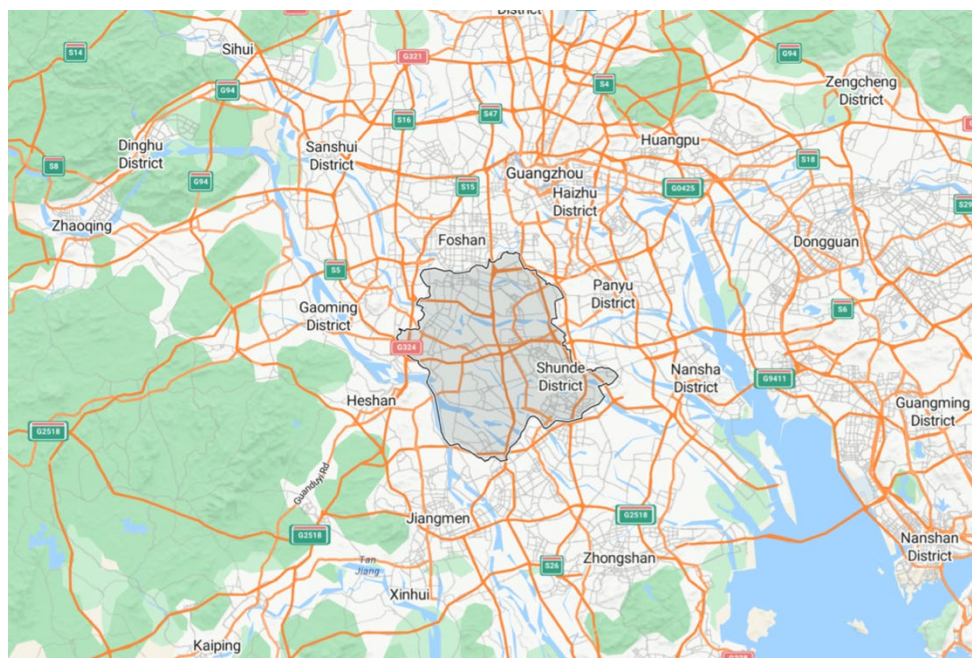 District
S14
Sihui
G321
G94
G94
S4
Zengcheng
District
S16
S47
Dinghu
District
Sanshui
District
Huangpu
S8
G94
S15
Guangzhou
Haizhu
District
G0425
S18
S29
Zhaoqing
Foshan
Dongguan
S5
Panyu
District
Gaoming
District
S6
G324
Shunde
District
Nansha
District
G9411
Heshan
Guangming
District
G2518
Guanduyi Rd
Jiangmen
G2518
G2518
Nanshan
District
Tan
Jiang
S26
Zhongshan
Xinhui
Kaiping